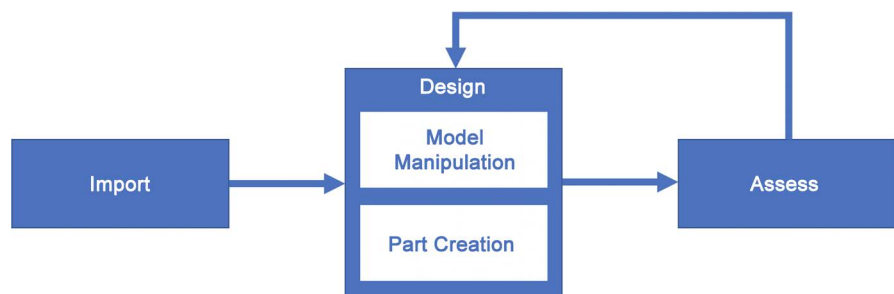 Design
Model
Manipulation
Import
Assess
Part Creation